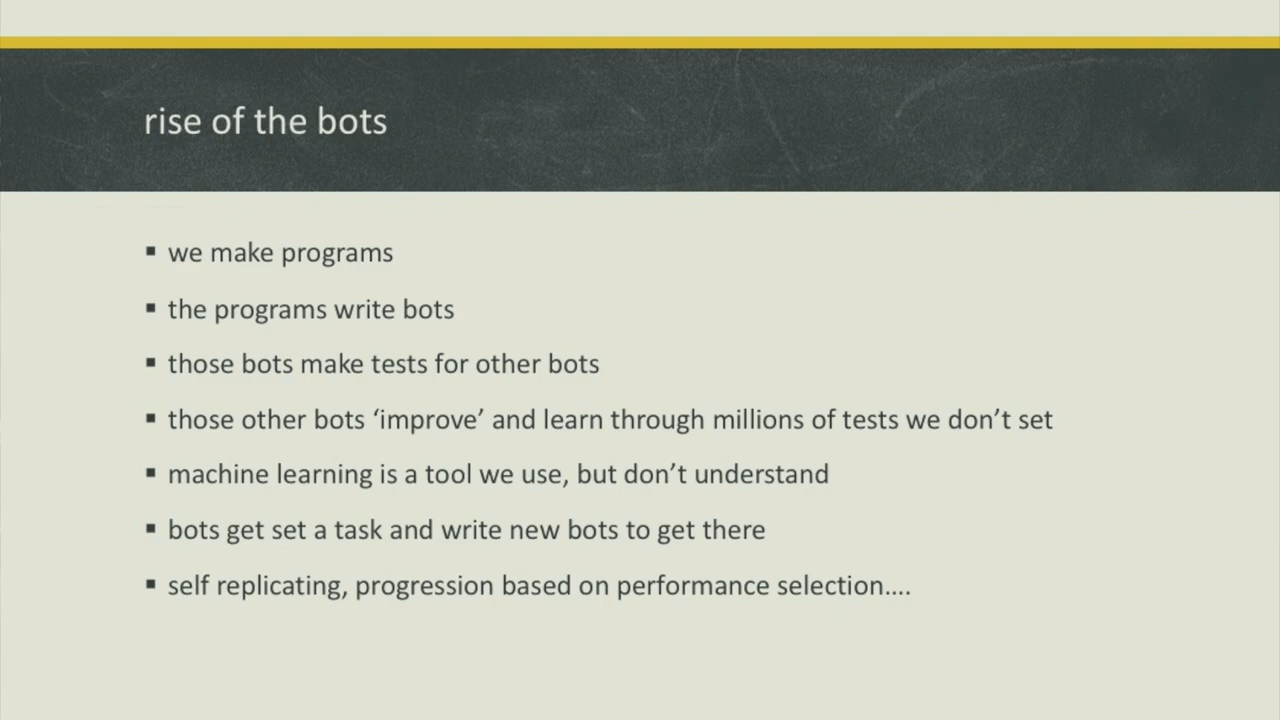 rise of the bots
▪ we make programs
▪ the programs write bots
▪ those bots make tests for other bots
▪ those other bots ‘improve’ and learn through millions of tests we don’t set
▪ machine learning is a tool we use, but don’t understand
▪ bots get set a task and write new bots to get there
▪ self replicating, progression based on performance selection....